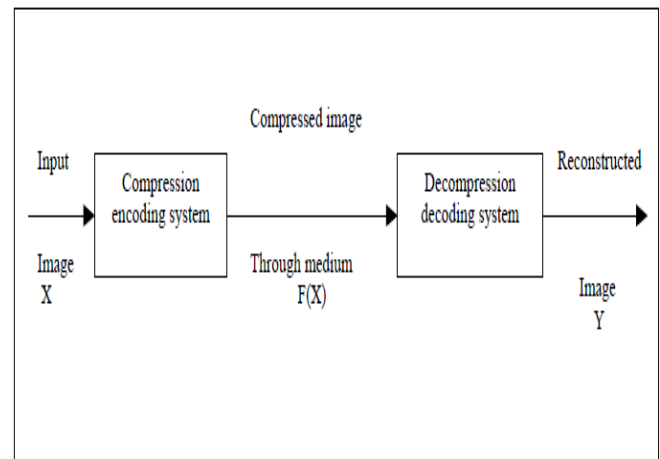 Compressed image
Input
Compression
encoding system
Decompression
decoding system
Reconstructed
Image
X
Through medium
F(X)
Image
Y